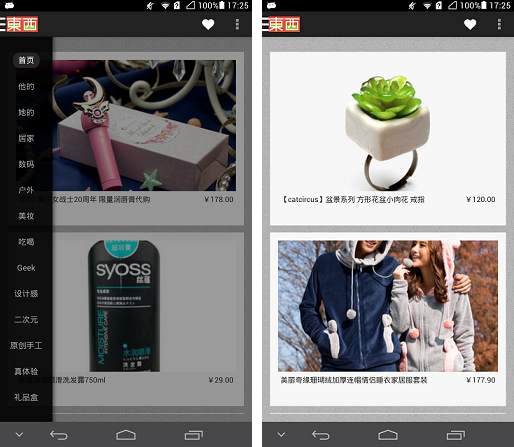 100% 17:25
東西
首页
他的
她的
居家
数码
户外
美妆
吃喝
Geek
设计感
二次元
原创手工
真体验
礼品盒
女战士20周年 限量润唇膏代购
￥178.00
syoss
丝蕴
MOISTURE
INTENSIVE CARE
水润顺滑
洗发露
顺滑洗发露750ml
￥29.00
100% 17:25
東西
【catcircus】盆景系列 方形花盆小肉花 戒指
￥120.00
美丽奇缘珊瑚绒加厚连帽情侣睡衣家居服套装
￥177.90